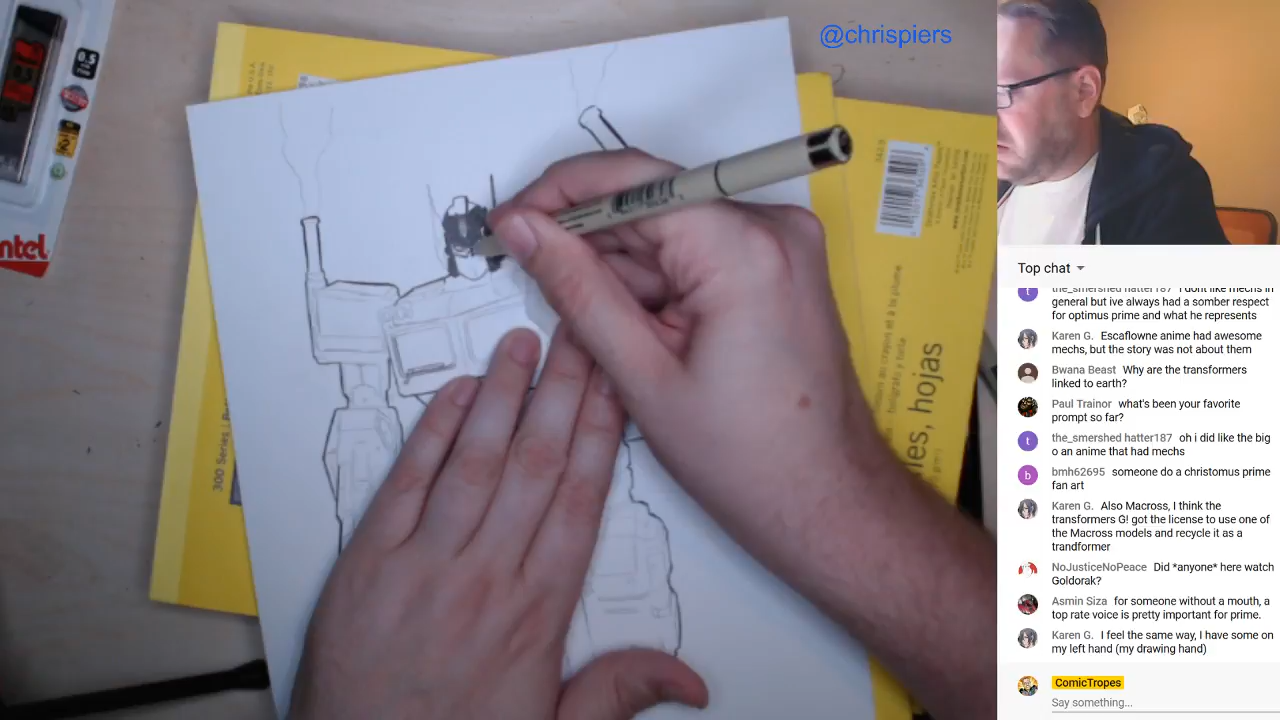 @chrispiers
0.5
ntel
300 Series
nes, hojas
Top chat
the_smershed hatter187 i dont like mechs in
general but ive always had a somber respect
for optimus prime and what he represents
Karen G. Escaflowne anime had awesome
mechs, but the story was not about them
Bwana Beast Why are the transformers
linked to earth?
Paul Trainor what's been your favorite
prompt so far?
the_smershed hatter187 oh i did like the big
o an anime that had mechs
bmh62695 someone do a christomus prime
fan art
Karen G. Also Macross, I think the
transformers G! got the license to use one of
the Macross models and recycle it as a
trandformer
NoJusticeNoPeace Did *anyone* here watch
Goldorak?
Asmin Siza for someone without a mouth, a
top rate voice is pretty important for prime.
Karen G. I feel the same way, I have some on
my left hand (my drawing hand)
ComicTropes
Say something...